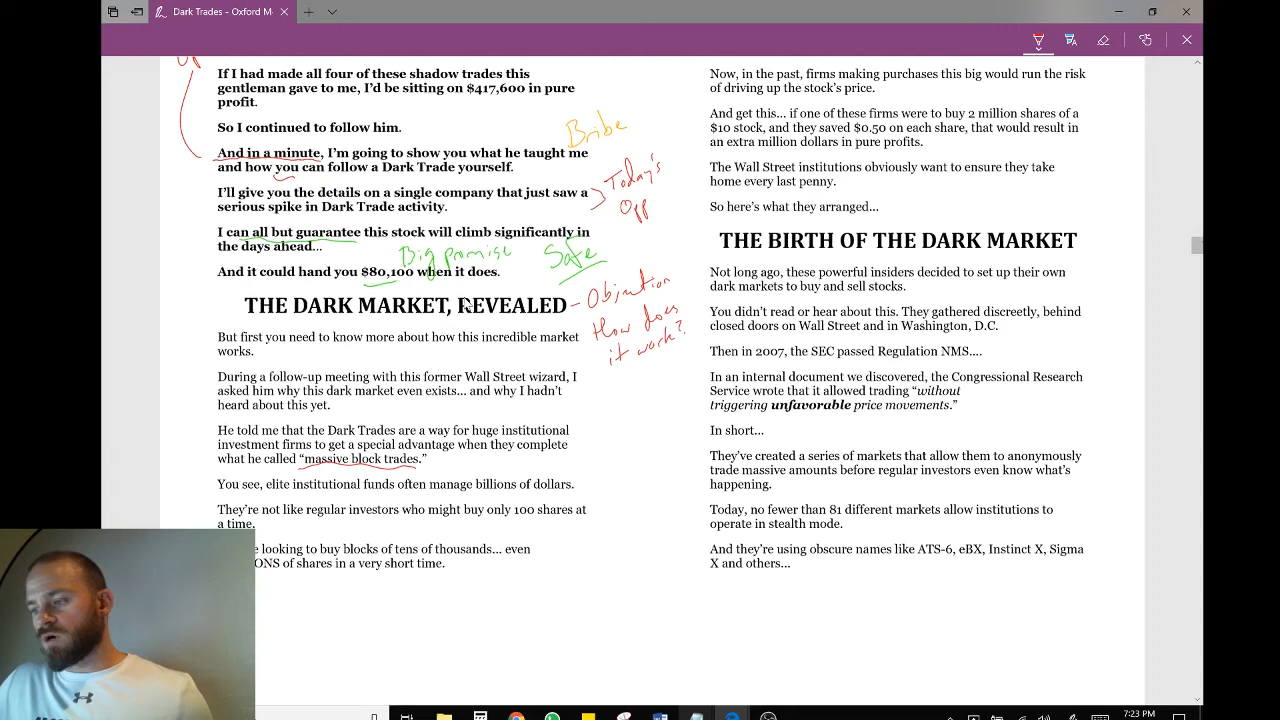 Dark Trades - Oxford M
If I had made all four of these shadow trades this
gentleman gave to me, I'd be sitting on $417,600 in pure
profit.
So I continued to follow him.
Bribe
And in a minute, I'm going to show you what he taught me
and how you can follow a Dark Trade yourself.
I'll give you the details on a single company that just saw a
serious spike in Dark Trade activity.
Today's
Opp
I can all but guarantee this stock will climb significantly in
the days ahead...
Big promise
Safe
And it could hand you $80,100 when it does.
THE DARK MARKET, REVEALED
- Objection
How does
it work?
But first you need to know more about how this incredible market
works.
During a follow-up meeting with this former Wall Street wizard, I
asked him why this dark market even exists... and why I hadn't
heard about this yet.
He told me that the Dark Trades are a way for huge institutional
investment firms to get a special advantage when they complete
what he called “massive block trades.”
You see, elite institutional funds often manage billions of dollars.
They're not like regular investors who might buy only 100 shares at
a time.
looking to buy blocks of tens of thousands... even
ONS of shares in a very short time.
Now, in the past, firms making purchases this big would run the risk
of driving up the stock's price.
And get this... if one of these firms were to buy 2 million shares of a
$10 stock, and they saved $0.50 on each share, that would result in
an extra million dollars in pure profits.
The Wall Street institutions obviously want to ensure they take
home every last penny.
So here's what they arranged...
THE BIRTH OF THE DARK MARKET
Not long ago, these powerful insiders decided to set up their own
dark markets to buy and sell stocks.
You didn't read or hear about this. They gathered discreetly, behind
closed doors on Wall Street and in Washington, D.C.
Then in 2007, the SEC passed Regulation NMS....
In an internal document we discovered, the Congressional Research
Service wrote that it allowed trading “without
triggering unfavorable price movements.”
In short...
They've created a series of markets that allow them to anonymously
trade massive amounts before regular investors even know what's
happening.
Today, no fewer than 81 different markets allow institutions to
operate in stealth mode.
And they're using obscure names like ATS-6, eBX, Instinct X, Sigma
X and others...
7:23 PM